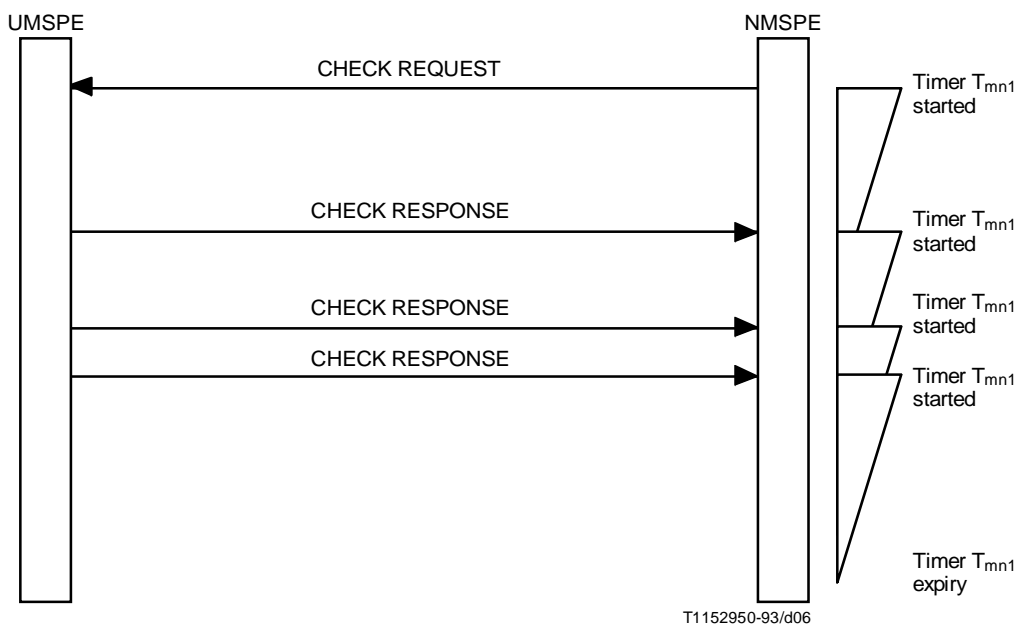 UMSPE
NMSPE
CHECK REQUEST
Timer Tmn1
started
CHECK RESPONSE
Timer Tmn1
started
CHECK RESPONSE
Timer Tmn1
started
CHECK RESPONSE
Timer Tmn1
started
Timer Tmn1
expiry
T1152950-93/d06